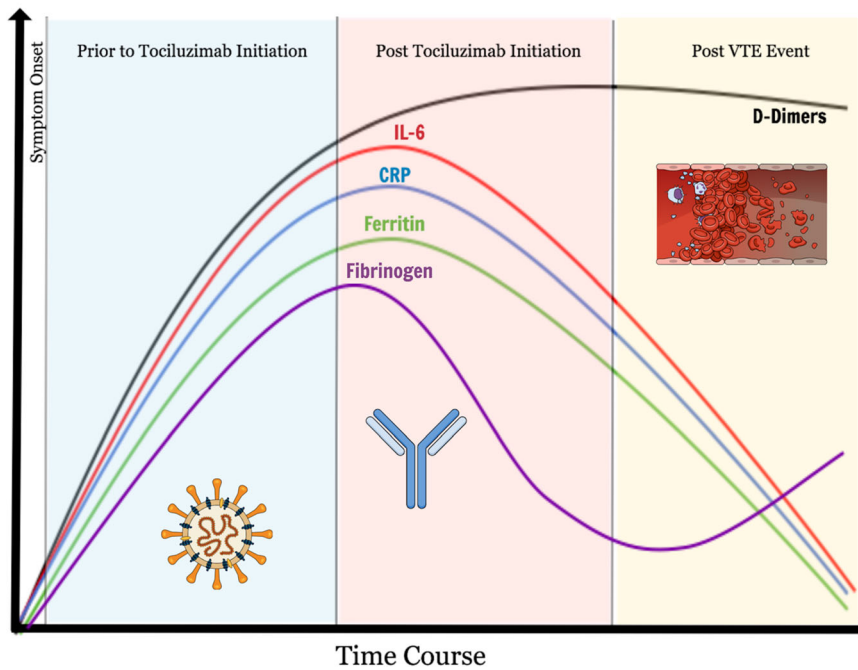 Symptom Onset
Prior to Tociluzimab Initiation
Post Tociluzimab Initiation
Post VTE Event
D-Dimers
IL-6
CRP
Ferritin
Fibrinogen
Time Course